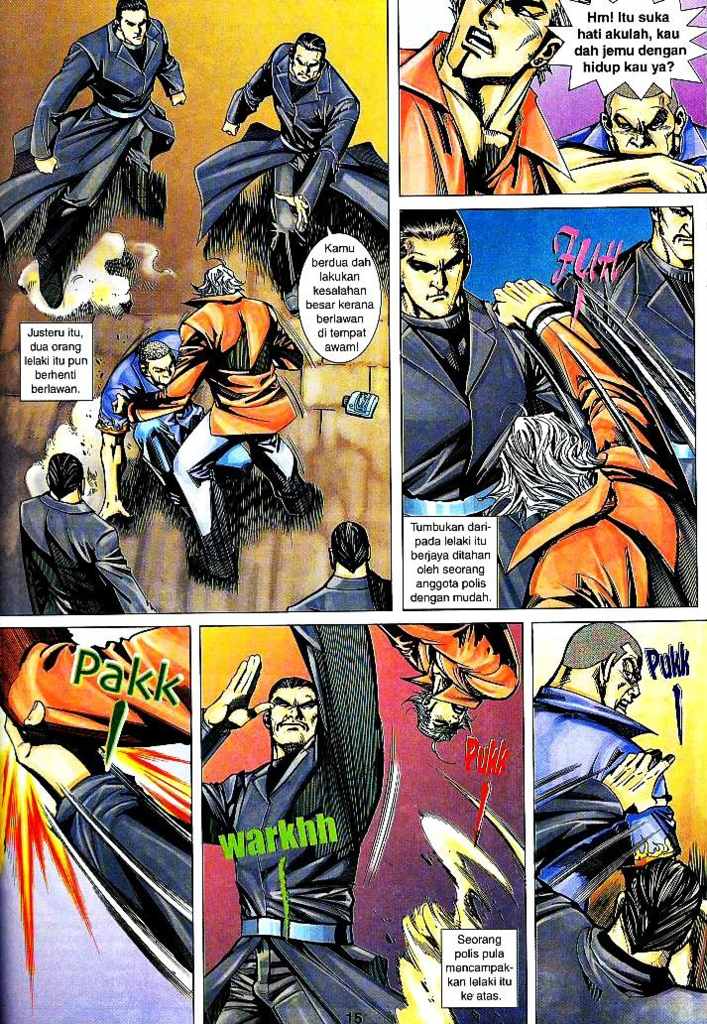 Kamu
berdua dah
lakukan
kesalahan
besar kerana
berlawan
di tempat
awam!
Justeru itu,
dua orang
lelaki itu pun
berhenti
berlawan.
Hm! Itu suka
hati akulah, kau
dah jemu dengan
hidup kau ya?
Tumbukan dari-
pada lelaki itu
berjaya ditahan
oleh seorang
anggota polis
dengan mudah.
Pakk
warkhh
Pukk
Seorang
polis pula
mencampak-
kan lelaki itu
ke atas.
Pukk
15